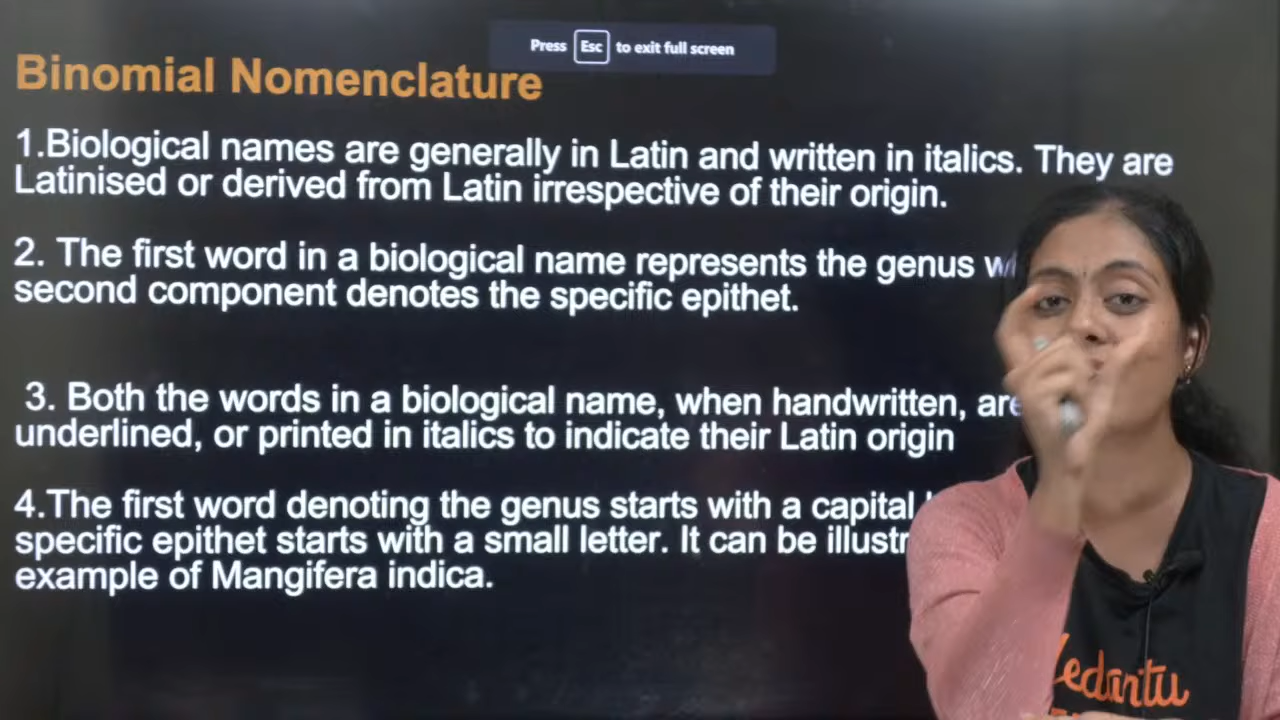 Press Esc to exit full screen
Binomial Nomenclature
1.Biological names are generally in Latin and written in italics. They are
Latinised or derived from Latin irrespective of their origin.
2. The first word in a biological name represents the genus
second component denotes the specific epithet.
3. Both the words in a biological name, when handwritten, are
underlined, or printed in italics to indicate their Latin origin
4.The first word denoting the genus starts with a capital
specific epithet starts with a small letter. It can be
example of Mangifera indica.
Vedantu